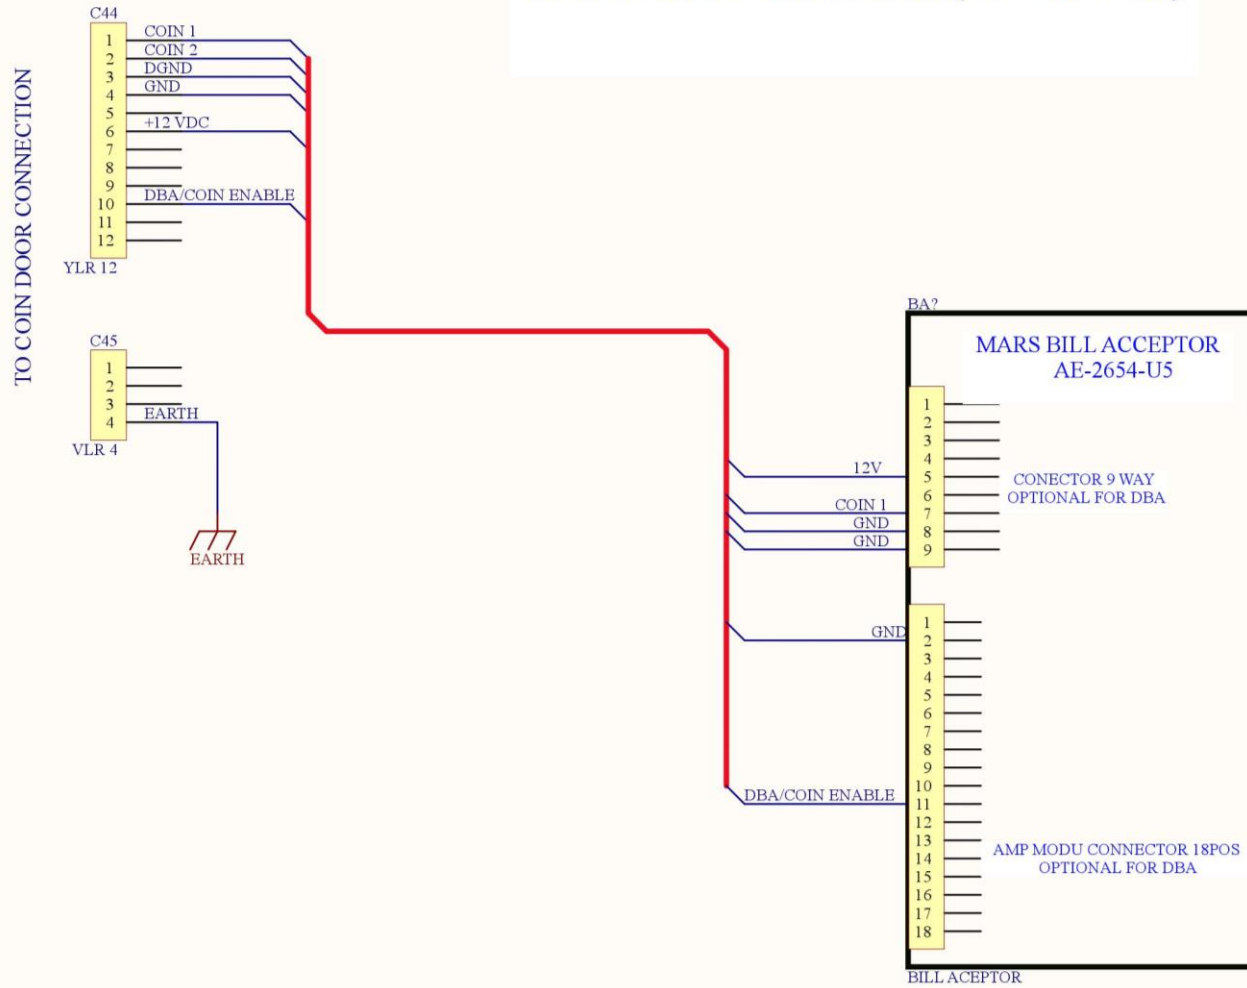 C44
1 COIN 1
2 COIN 2
3 DGND
4 GND
5
6 +12 VDC
7
8
9
10 DBA/COIN ENABLE
11
12
YLR 12
TO COIN DOOR CONNECTION
C45
1
2
3
4 EARTH
VLR 4
EARTH
BA?
MARS BILL ACCEPTOR
AE-2654-U5
1
2
3
4
12V 5
6
COIN 1 7
GND 8
GND 9
CONECTOR 9 WAY
OPTIONAL FOR DBA
1
GND 2
3
4
5
6
7
8
9
10
DBA/COIN ENABLE 11
12
13
14
15
16
17
18
AMP MODU CONNECTOR 18POS
OPTIONAL FOR DBA
BILL ACEPTOR